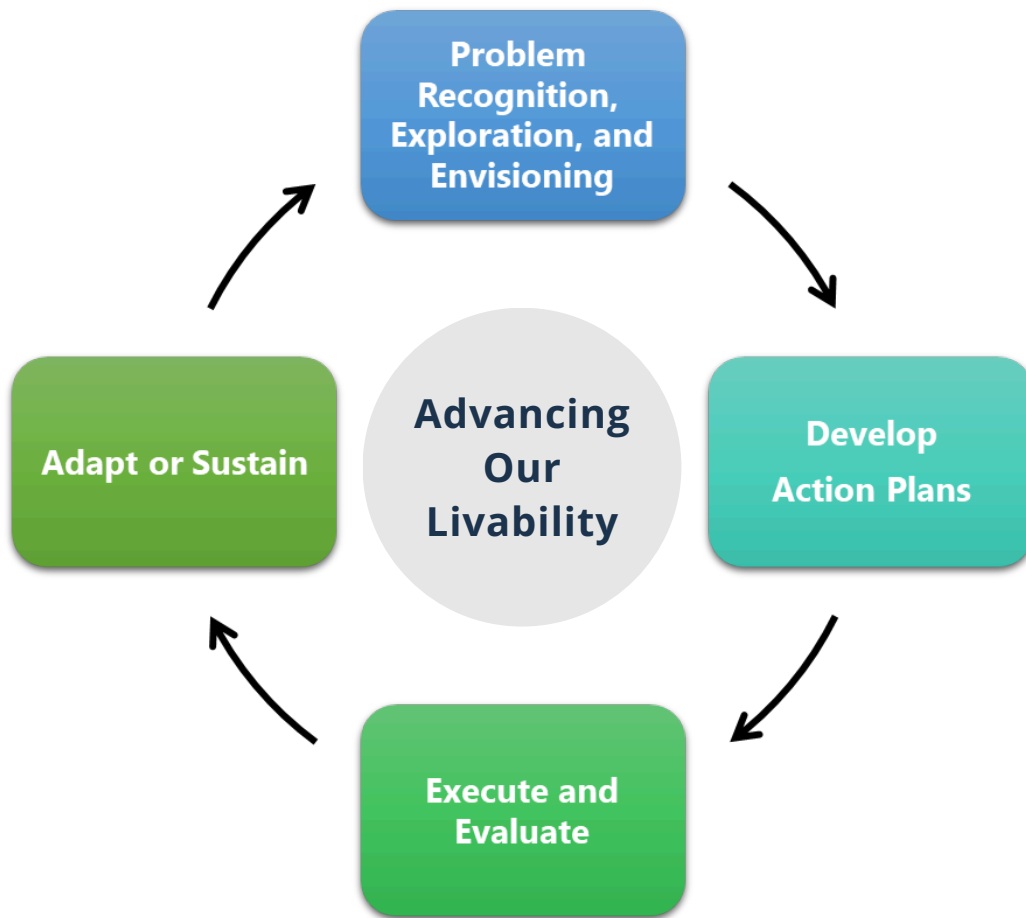 Problem
Recognition,
Exploration, and
Envisioning
Develop
Action Plans
Execute and
Evaluate
Adapt or Sustain
Advancing
Our
Livability